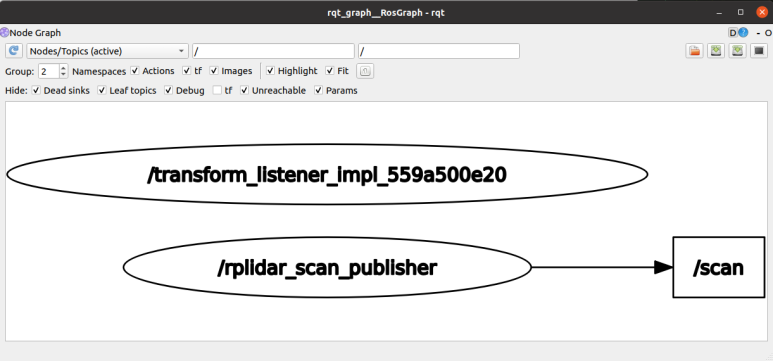 rqt_graph__RosGraph - rqt
Node Graph
D - O
Nodes/Topics (active) / /
Group: 2 Namespaces Actions tf Images Highlight Fit
Hide: Dead sinks Leaf topics Debug tf Unreachable Params
/transform_listener_impl_559a500e20
/rplidar_scan_publisher
/scan